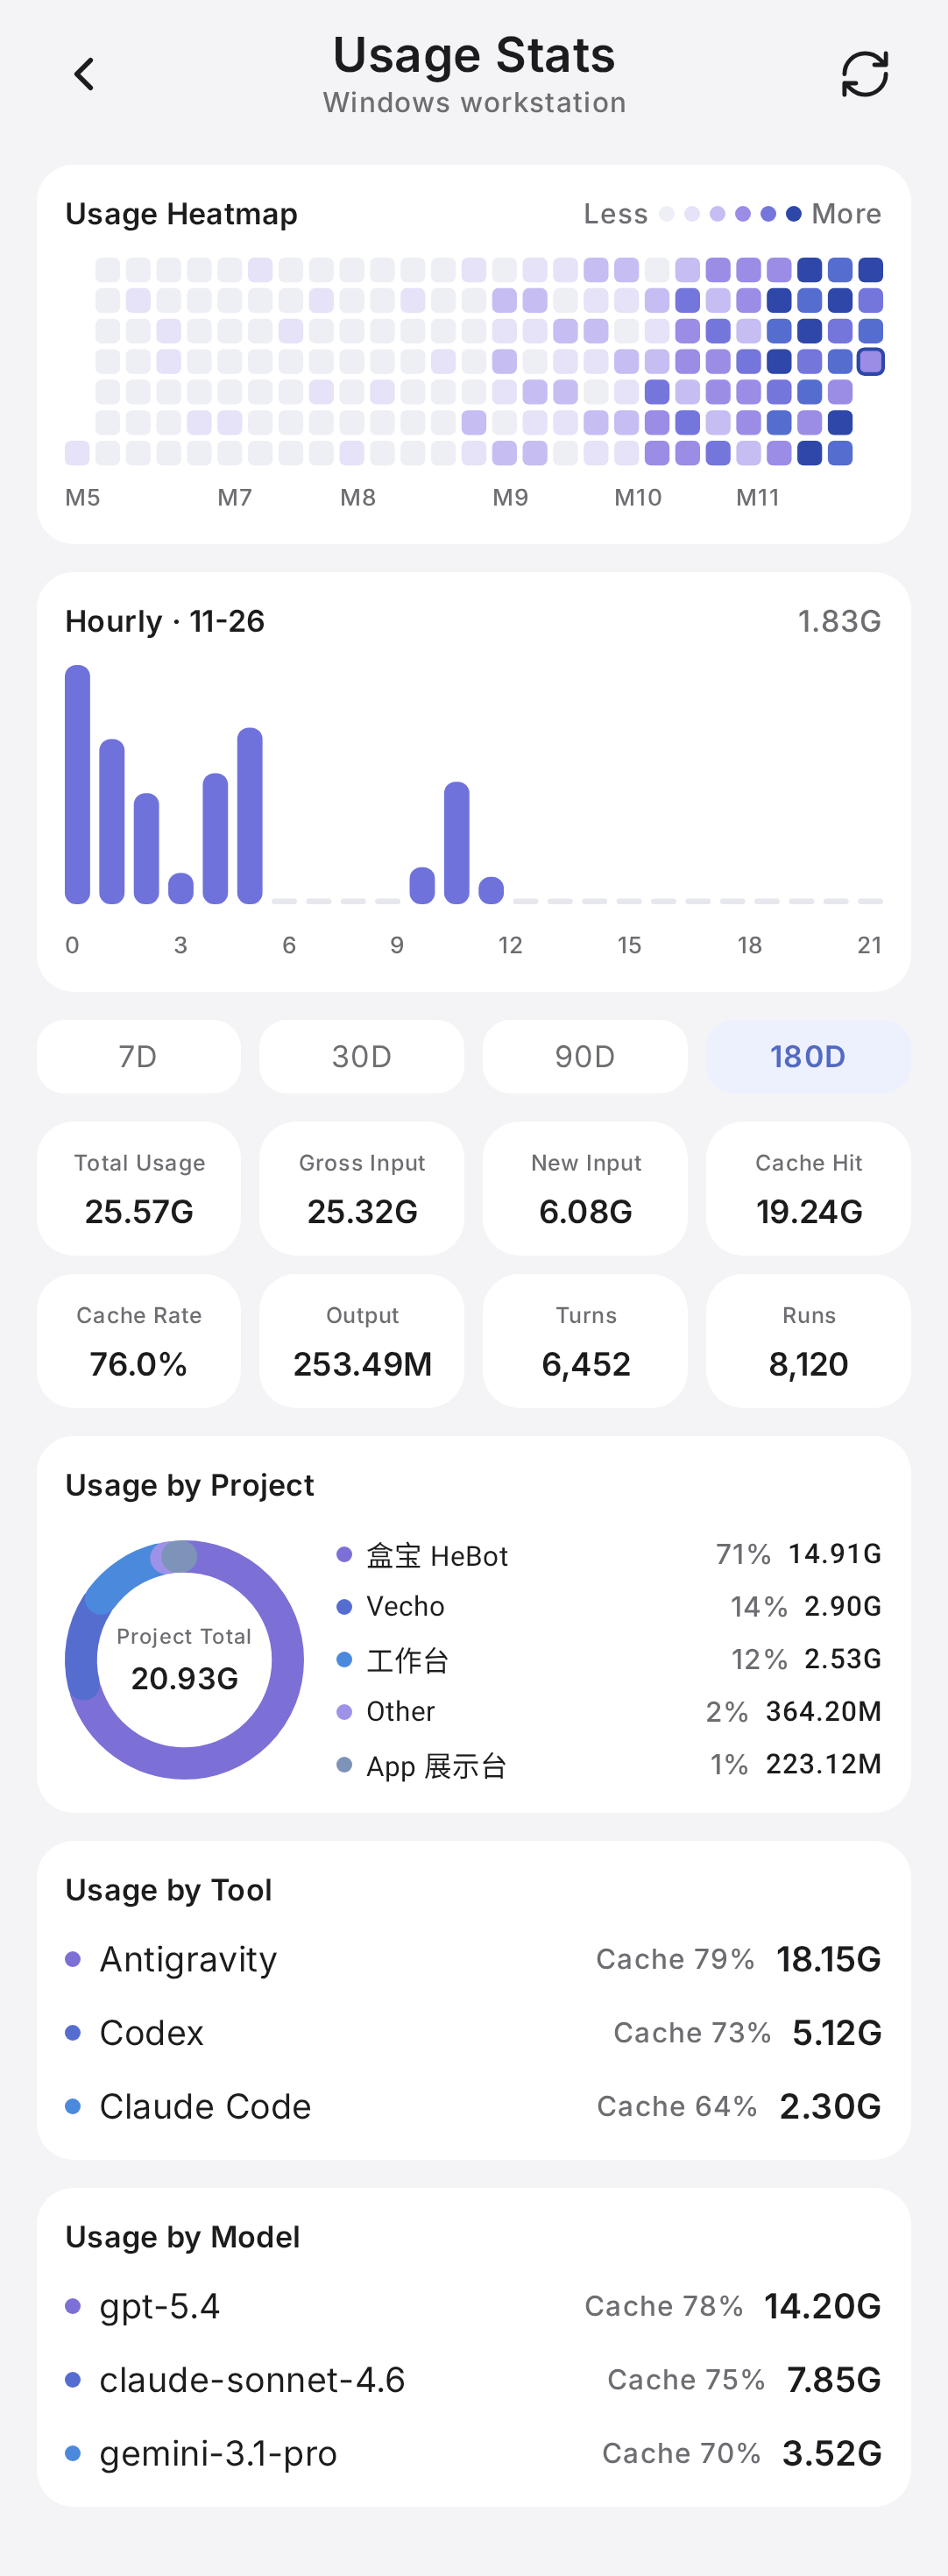 Usage Stats
Windows workstation
Usage Heatmap
Less More
M5 M7 M8 M9 M10 M11
Hourly · 11-26
1.83G
0 3 6 9 12 15 18 21
7D 30D 90D 180D
Total Usage Gross Input New Input Cache Hit
25.57G 25.32G 6.08G 19.24G
Cache Rate Output Turns Runs
76.0% 253.49M 6,452 8,120
Usage by Project
Project Total
20.93G
盒宝 HeBot 71% 14.91G
Vecho 14% 2.90G
工作台 12% 2.53G
Other 2% 364.20M
App 展示台 1% 223.12M
Usage by Tool
Antigravity Cache 79% 18.15G
Codex Cache 73% 5.12G
Claude Code Cache 64% 2.30G
Usage by Model
gpt-5.4 Cache 78% 14.20G
claude-sonnet-4.6 Cache 75% 7.85G
gemini-3.1-pro Cache 70% 3.52G